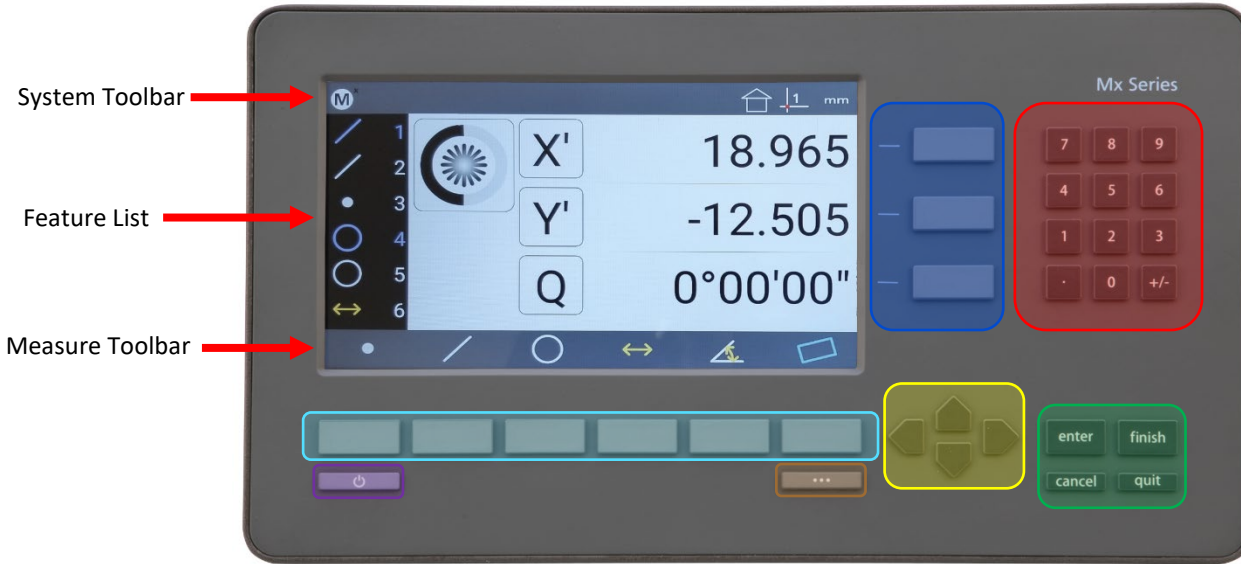 System Toolbar
Feature List
Measure Toolbar
Mx Series
M
1 mm
1
2
3
4
5
6
X' 18.965
Y' -12.505
Q 0°00'00"
7 8 9
4 5 6
1 2 3
. 0 +/-
enter finish
cancel quit